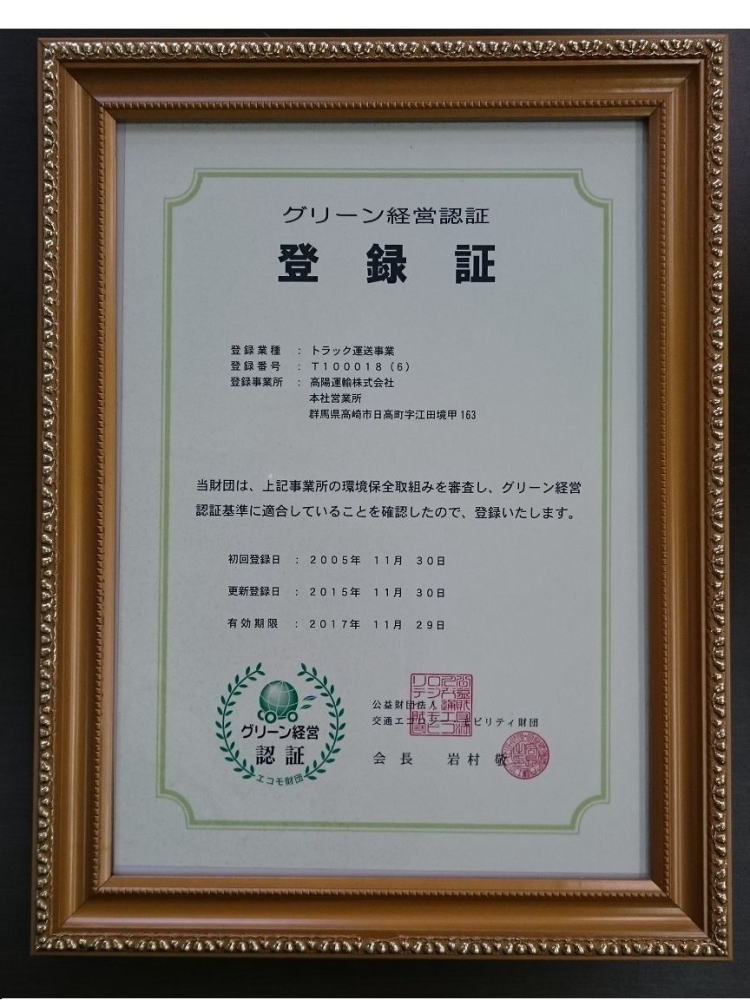 グリーン経営認証
登録証
登録業種 : トラック運送事業
登録番号 : T100018(6)
登録事業所 : 高陽運輸株式会社
本社営業所
群馬県高崎市日高町字江田境甲163
当財団は、上記事業所の環境保全取組みを審査し、グリーン経営
認証基準に適合していることを確認したので、登録いたします。
初回登録日 : 2005年 11月 30日
更新登録日 : 2015年 11月 30日
有効期限 : 2017年 11月 29日
グリーン経営
認証
エコモ財団
公益財団法人
交通エコロジー・モビリティ財団
会長 岩村 敬